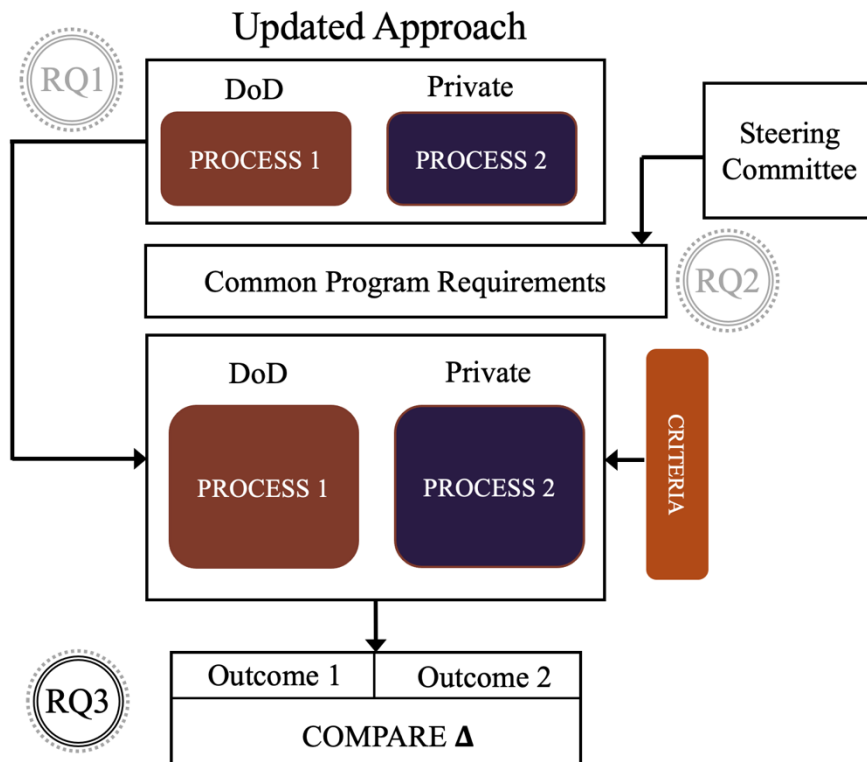 Updated Approach
RQ1
DoD
Private
PROCESS 1
PROCESS 2
Steering
Committee
Common Program Requirements
RQ2
DoD
Private
PROCESS 1
PROCESS 2
CRITERIA
RQ3
Outcome 1
Outcome 2
COMPARE Δ